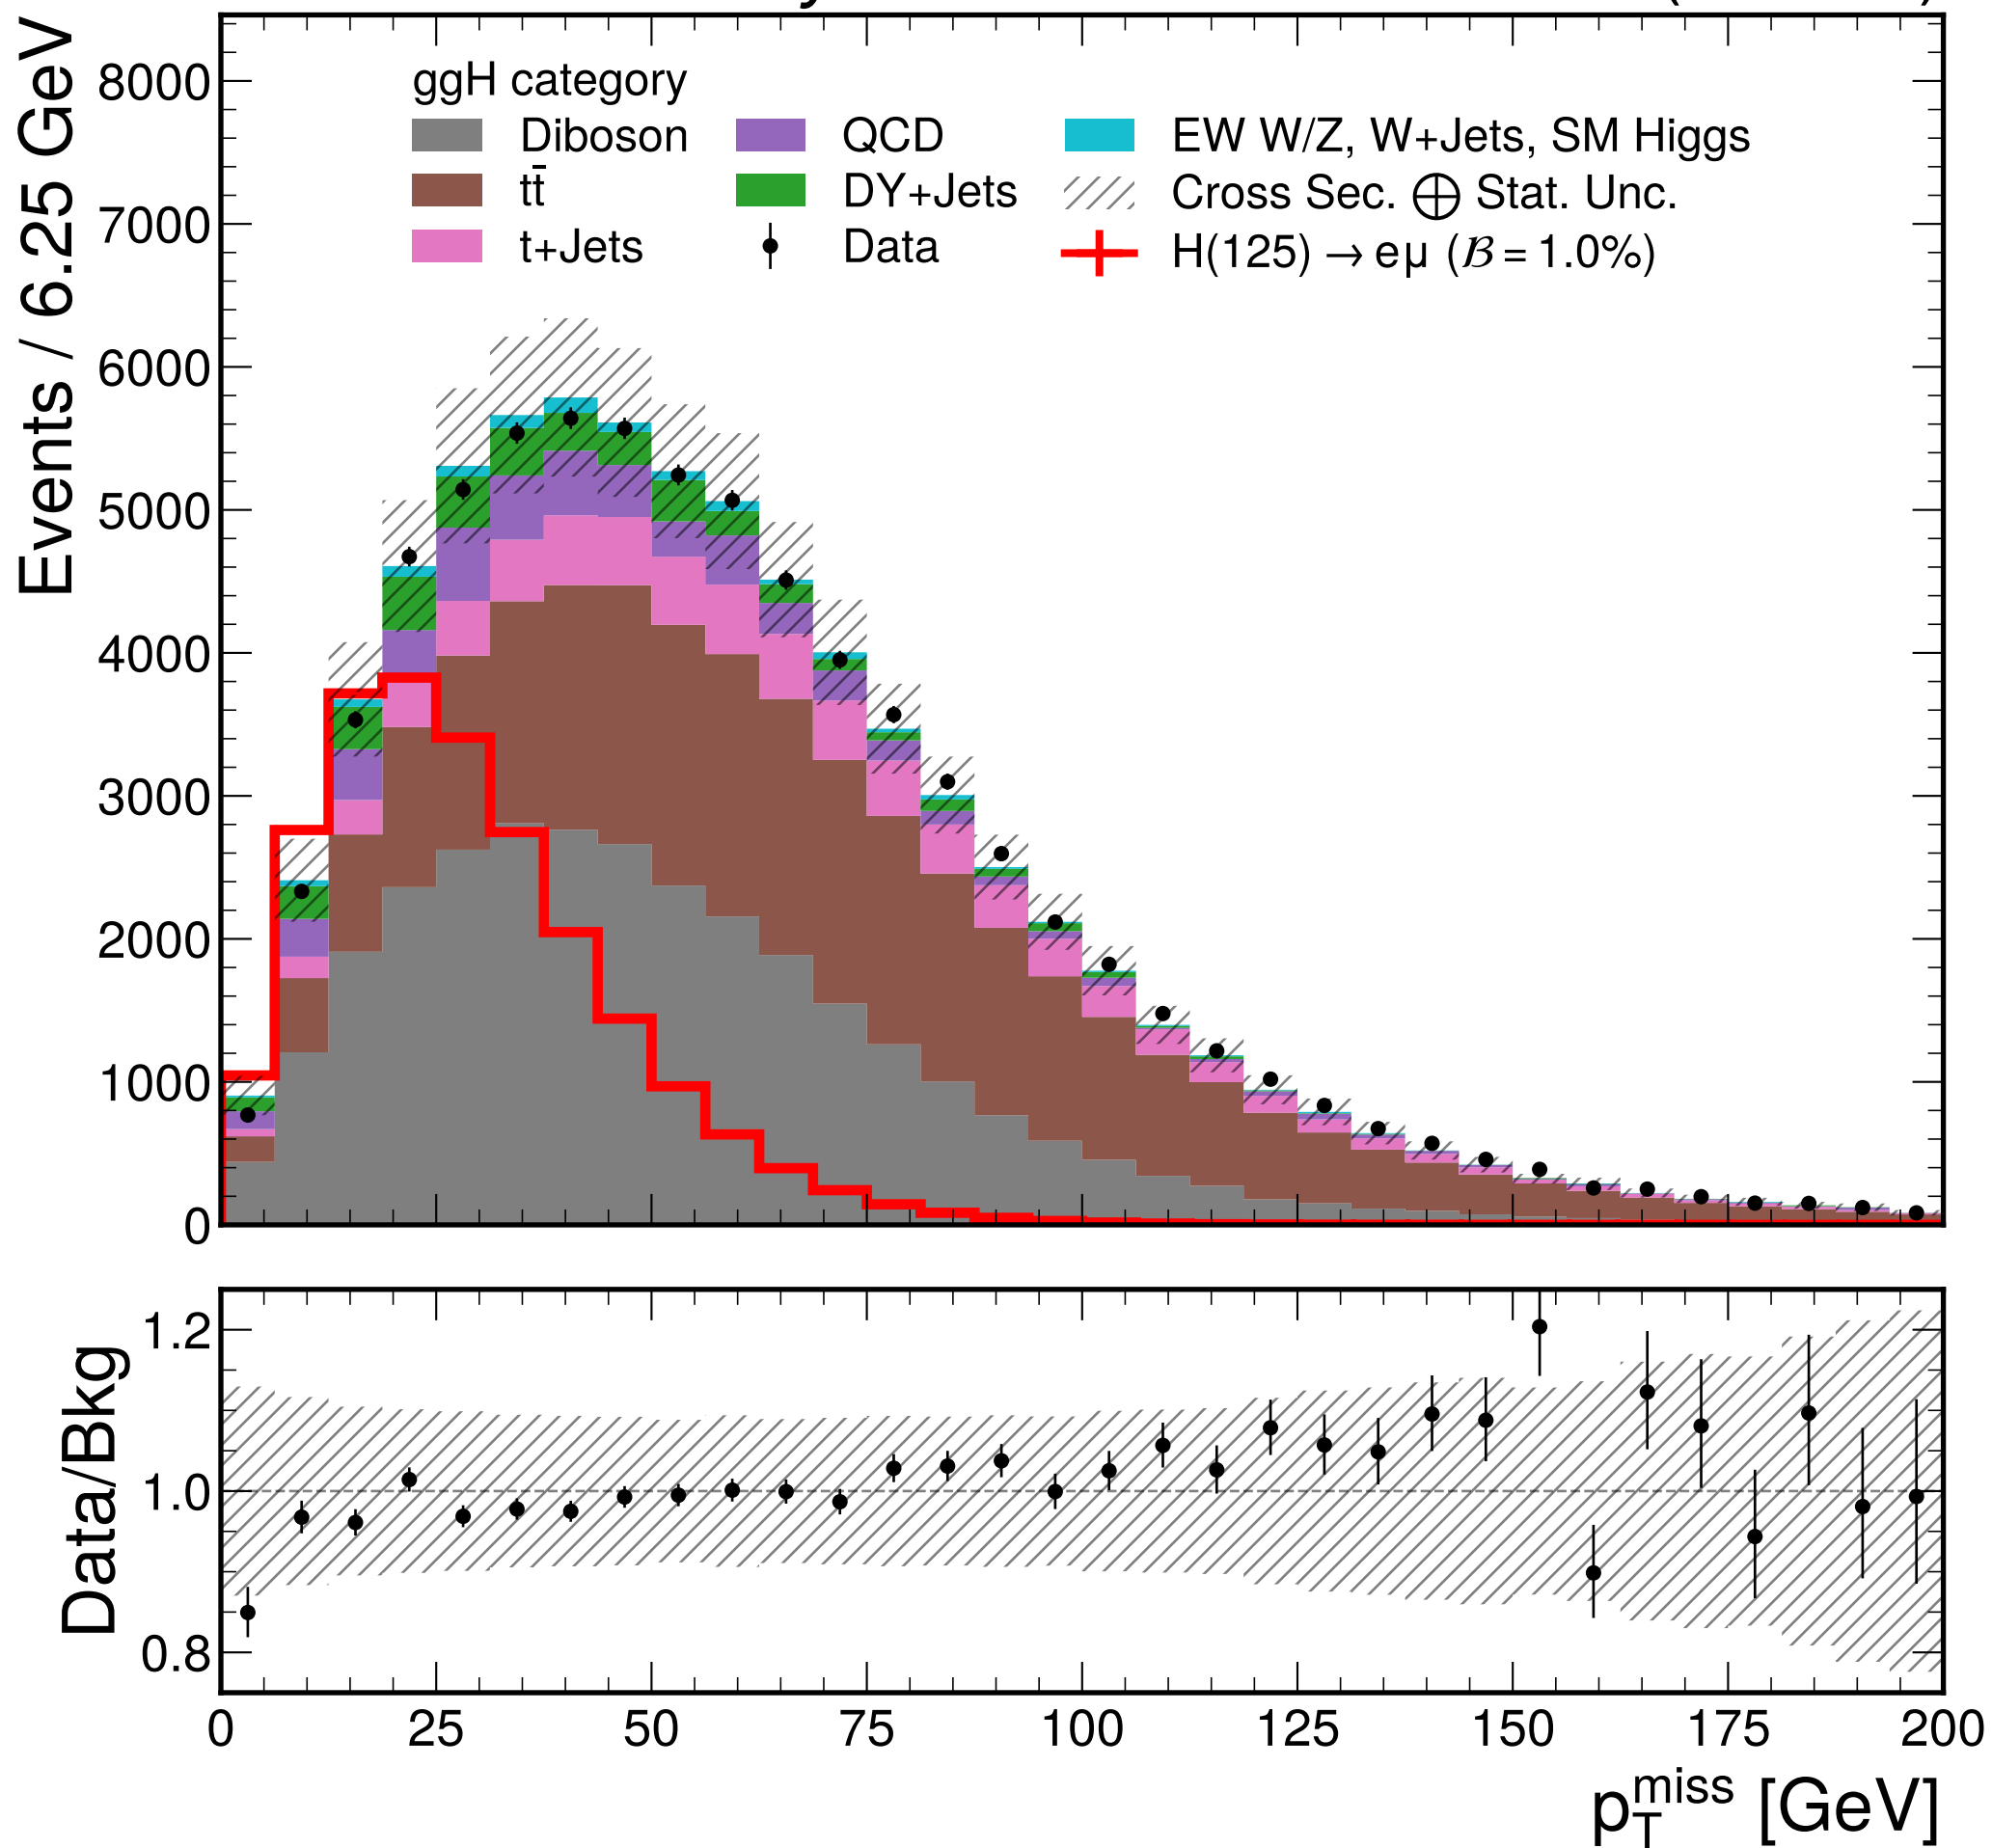 Events / 6.25 GeV
8000
7000
6000
5000
4000
3000
2000
1000
0
ggH category
Diboson
QCD
EW W/Z, W+Jets, SM Higgs
tt̄
DY+Jets
Cross Sec. ⨁ Stat. Unc.
t+Jets
Data
H(125) → eμ (ℬ = 1.0%)
Data/Bkg
1.2
1.0
0.8
0 25 50 75 100 125 150 175 200
p_T^miss [GeV]